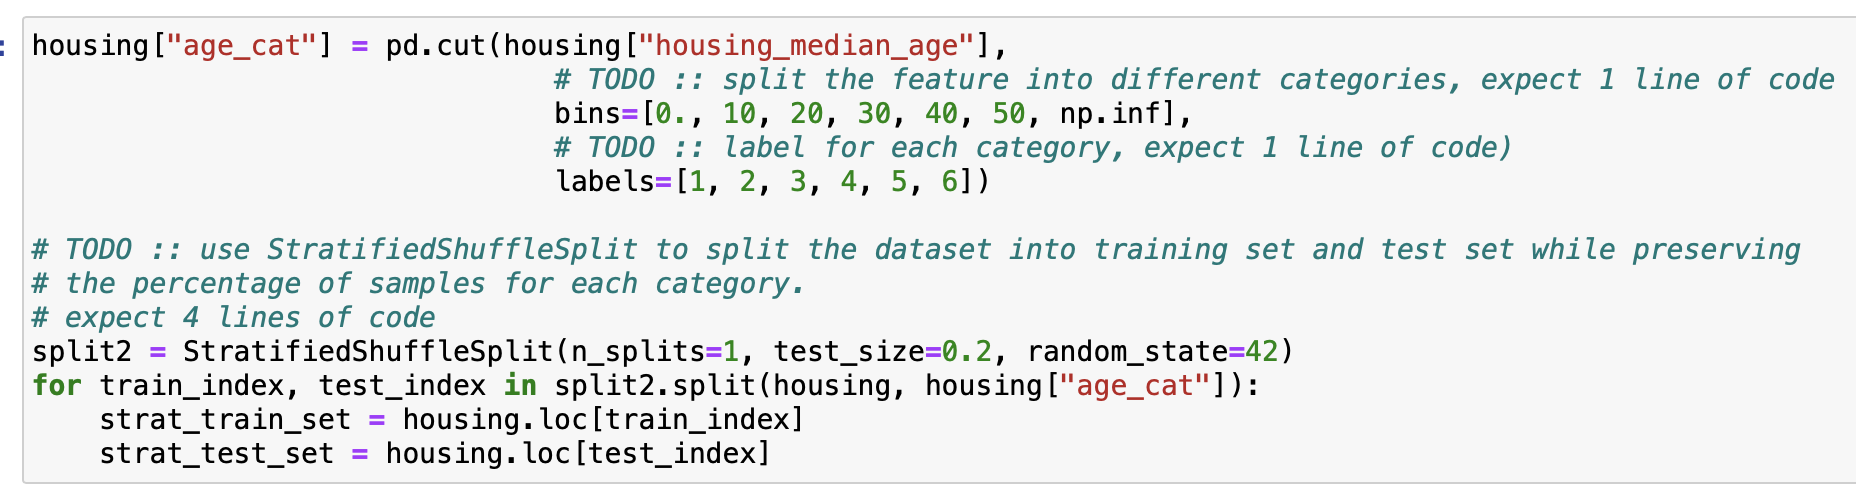 : housing["age_cat"] = pd.cut(housing["housing_median_age"],
# TODO :: split the feature into different categories, expect 1 line of code
bins=[0., 10, 20, 30, 40, 50, np.inf],
# TODO :: label for each category, expect 1 line of code)
labels=[1, 2, 3, 4, 5, 6])
# TODO :: use StratifiedShuffleSplit to split the dataset into training set and test set while preserving
# the percentage of samples for each category.
# expect 4 lines of code
split2 = StratifiedShuffleSplit(n_splits=1, test_size=0.2, random_state=42)
for train_index, test_index in split2.split(housing, housing["age_cat"]):
    strat_train_set = housing.loc[train_index]
    strat_test_set = housing.loc[test_index]